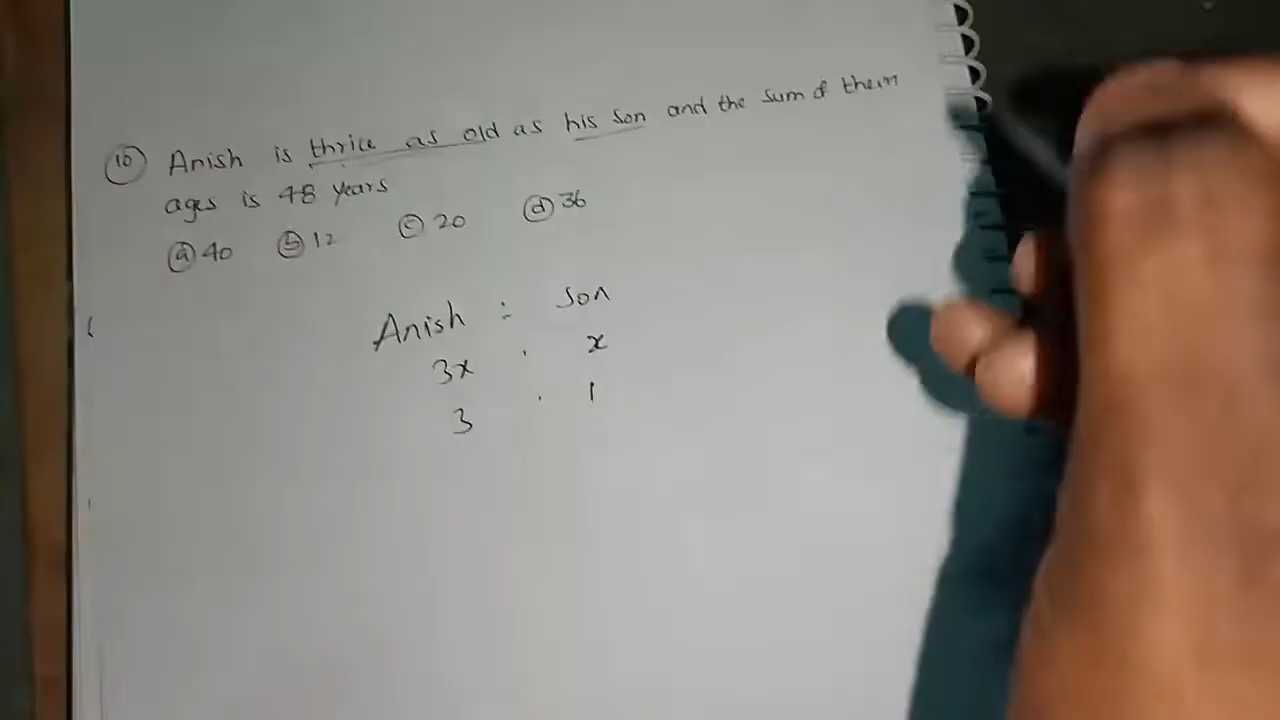 10 Anish is thrice as old as his son and the sum of their
ages is 48 years
a 40 b 12 c 20 d 36
Anish : Son
3x : x
3 : 1